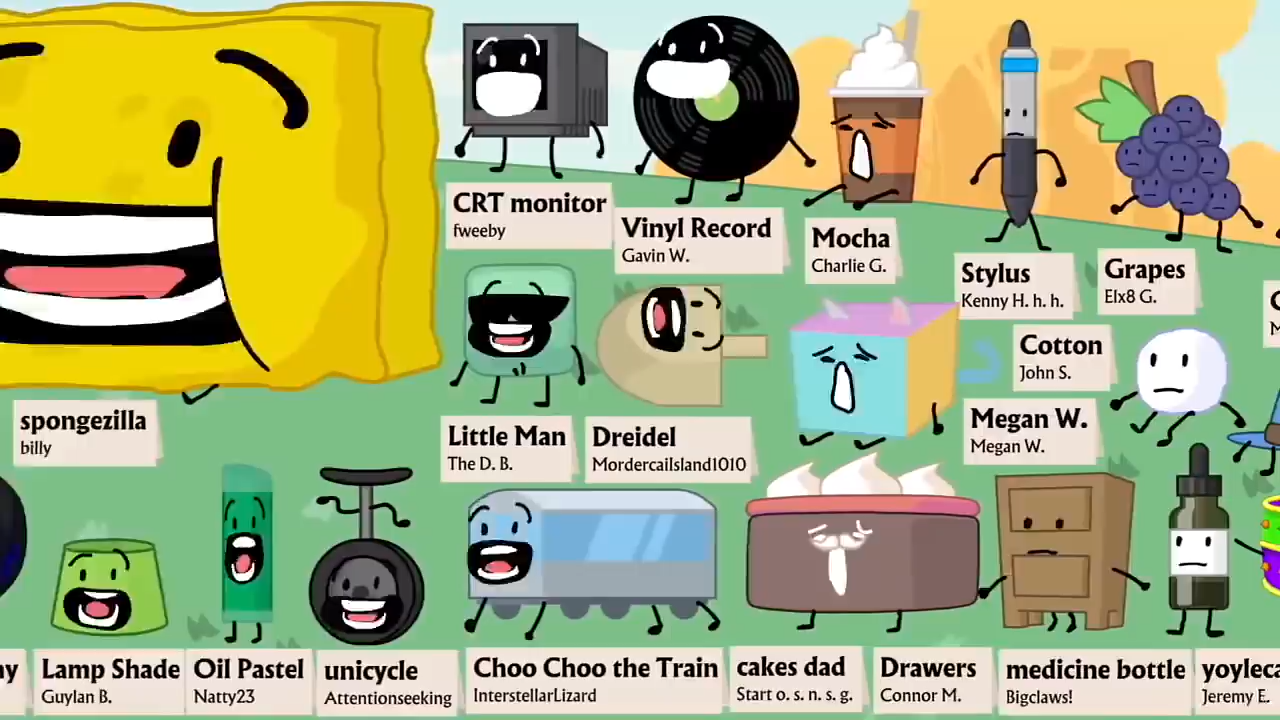 CRT monitor
fweeby
Vinyl Record
Gavin W.
Mocha
Charlie G.
Stylus
Kenny H. h. h.
Grapes
Elx8 G.
Cotton
John S.
spongezilla
billy
Little Man
The D. B.
Dreidel
Mordercailsland1010
Megan W.
Megan W.
Lamp Shade
Guylan B.
Oil Pastel
Natty23
unicycle
Attentionseeking
Choo Choo the Train
InterstellarLizard
cakes dad
Start o. s. n. s. g.
Drawers
Connor M.
medicine bottle
Bigclaws!
Jeremy E.